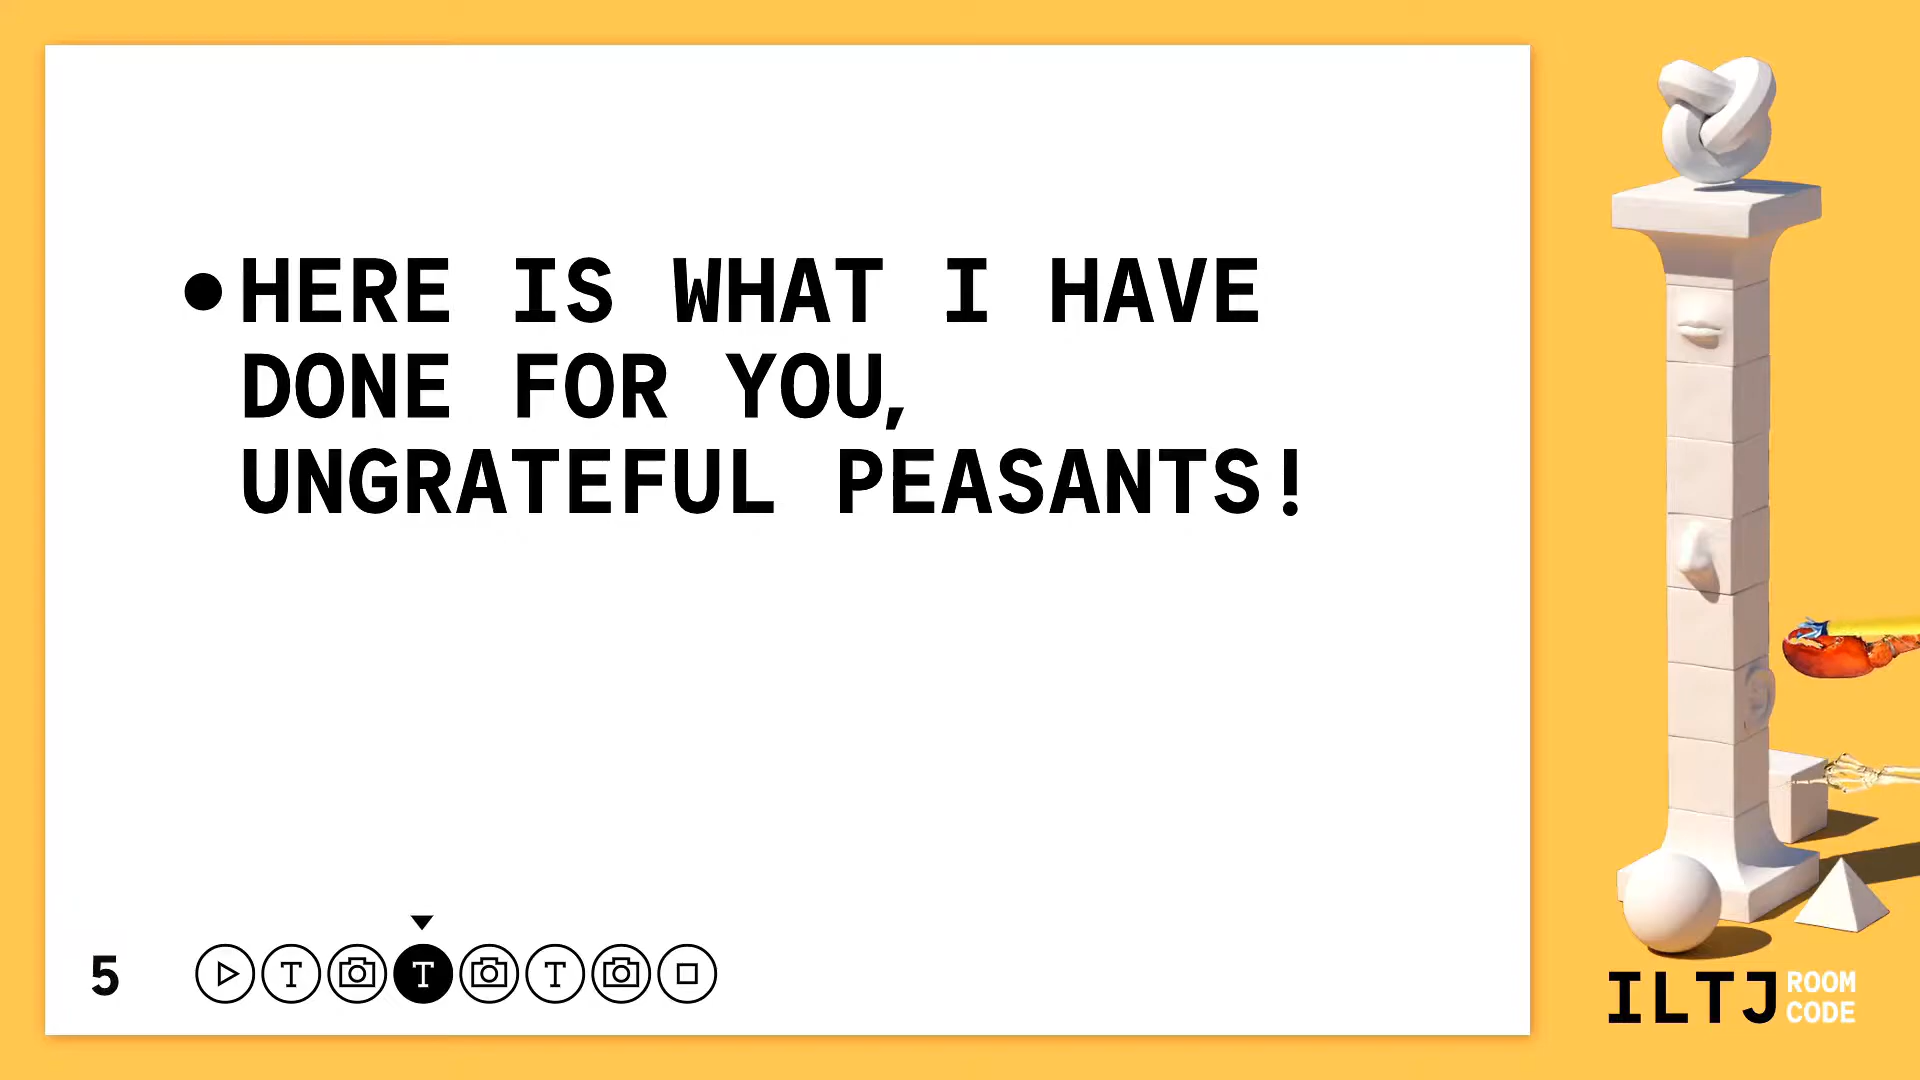 •HERE IS WHAT I HAVE
DONE FOR YOU,
UNGRATEFUL PEASANTS!
5
T T T
ILTJ ROOM
CODE